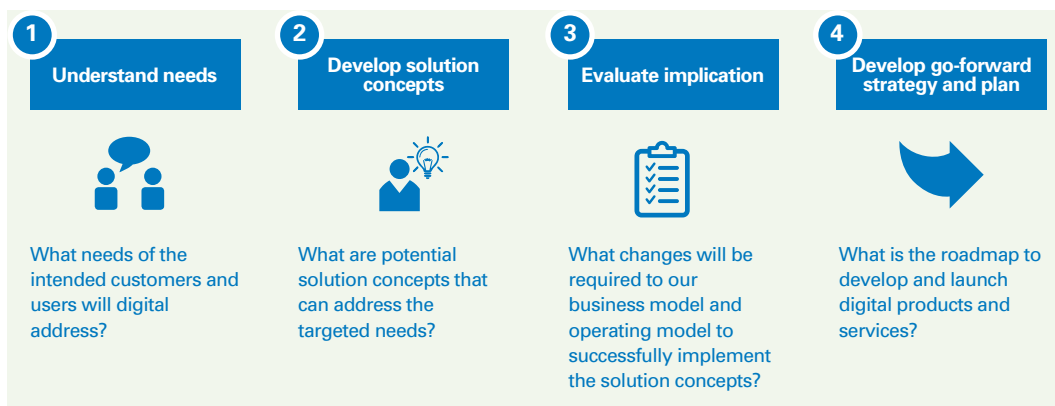 1
Understand needs
What needs of the
intended customers and
users will digital
address?
2
Develop solution
concepts
What are potential
solution concepts that
can address the
targeted needs?
3
Evaluate implication
What changes will be
required to our
business model and
operating model to
successfully implement
the solution concepts?
4
Develop go-forward
strategy and plan
What is the roadmap to
develop and launch
digital products and
services?